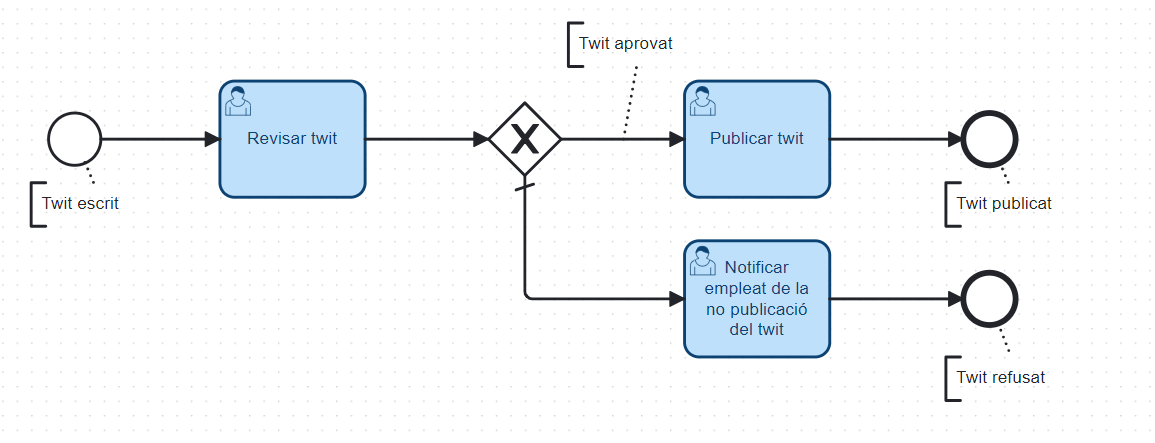 Twit aprovat
Revisar twit
Publicar twit
Twit escrit
Twit publicat
Notificar
empleat de la
no publicació
del twit
Twit refusat